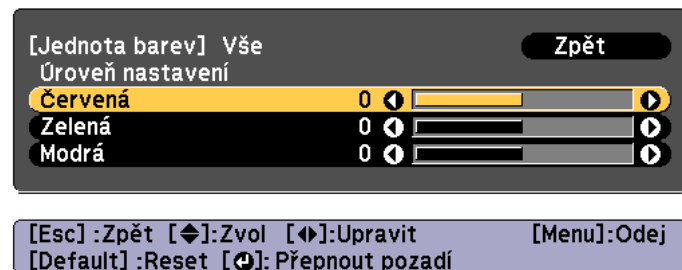 [Jednota barev] Vše Zpět
Úroveň nastavení
Červená 0
Zelená 0
Modrá 0
[Esc] :Zpět [◆]:Zvol [◆]:Upravit [Menu]:Odej
[Default] :Reset [⏎]: Přepnout pozadí